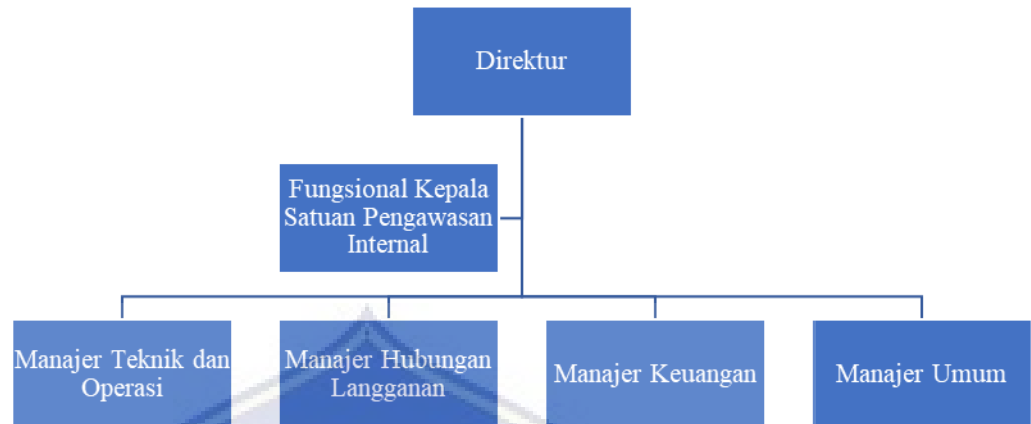 Direktur
Fungsional Kepala
Satuan Pengawasan
Internal
Manajer Teknik dan
Operasi
Manajer Hubungan
Langganan
Manajer Keuangan
Manajer Umum